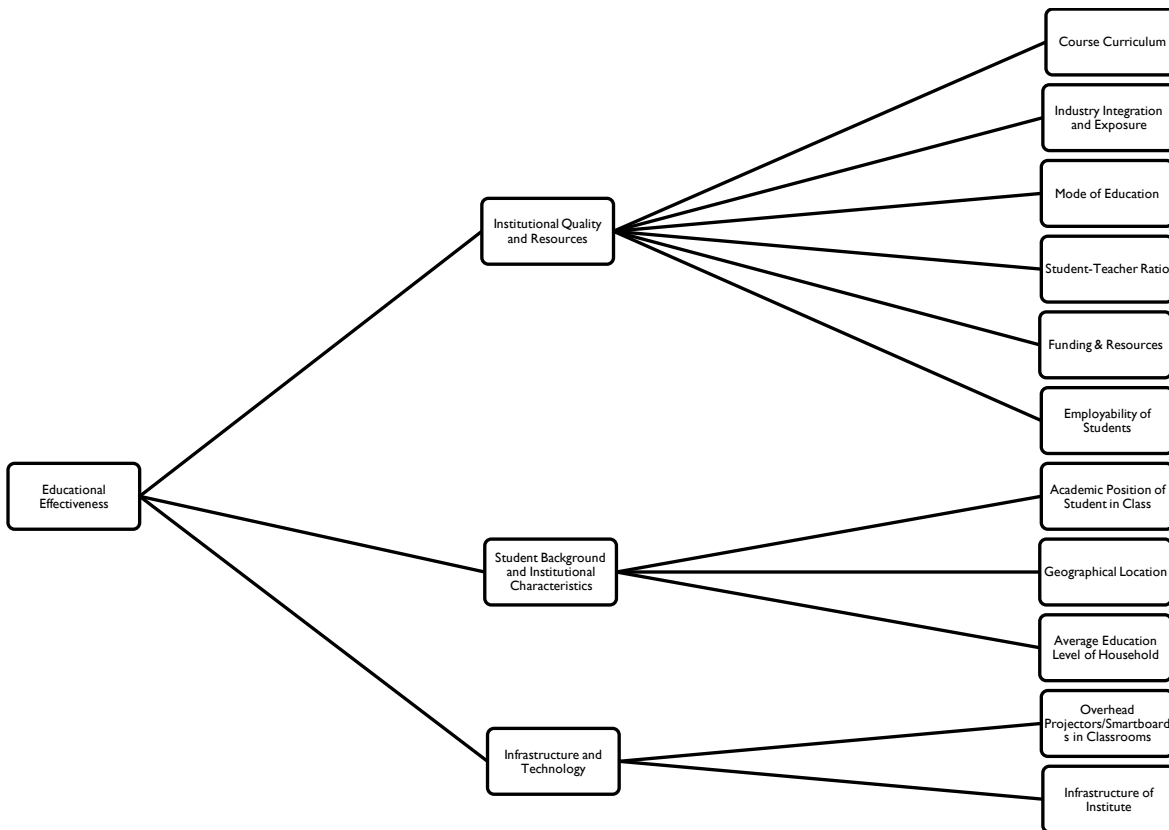 Course Curriculum
Industry Integration
and Exposure
Mode of Education
Institutional Quality
and Resources
Student-Teacher Ratio
Funding & Resources
Employability of
Students
Educational
Effectiveness
Academic Position of
Student in Class
Student Background
and Institutional
Characteristics
Geographical Location
Average Education
Level of Household
Overhead
Projectors/Smartboard
s in Classrooms
Infrastructure and
Technology
Infrastructure of
Institute